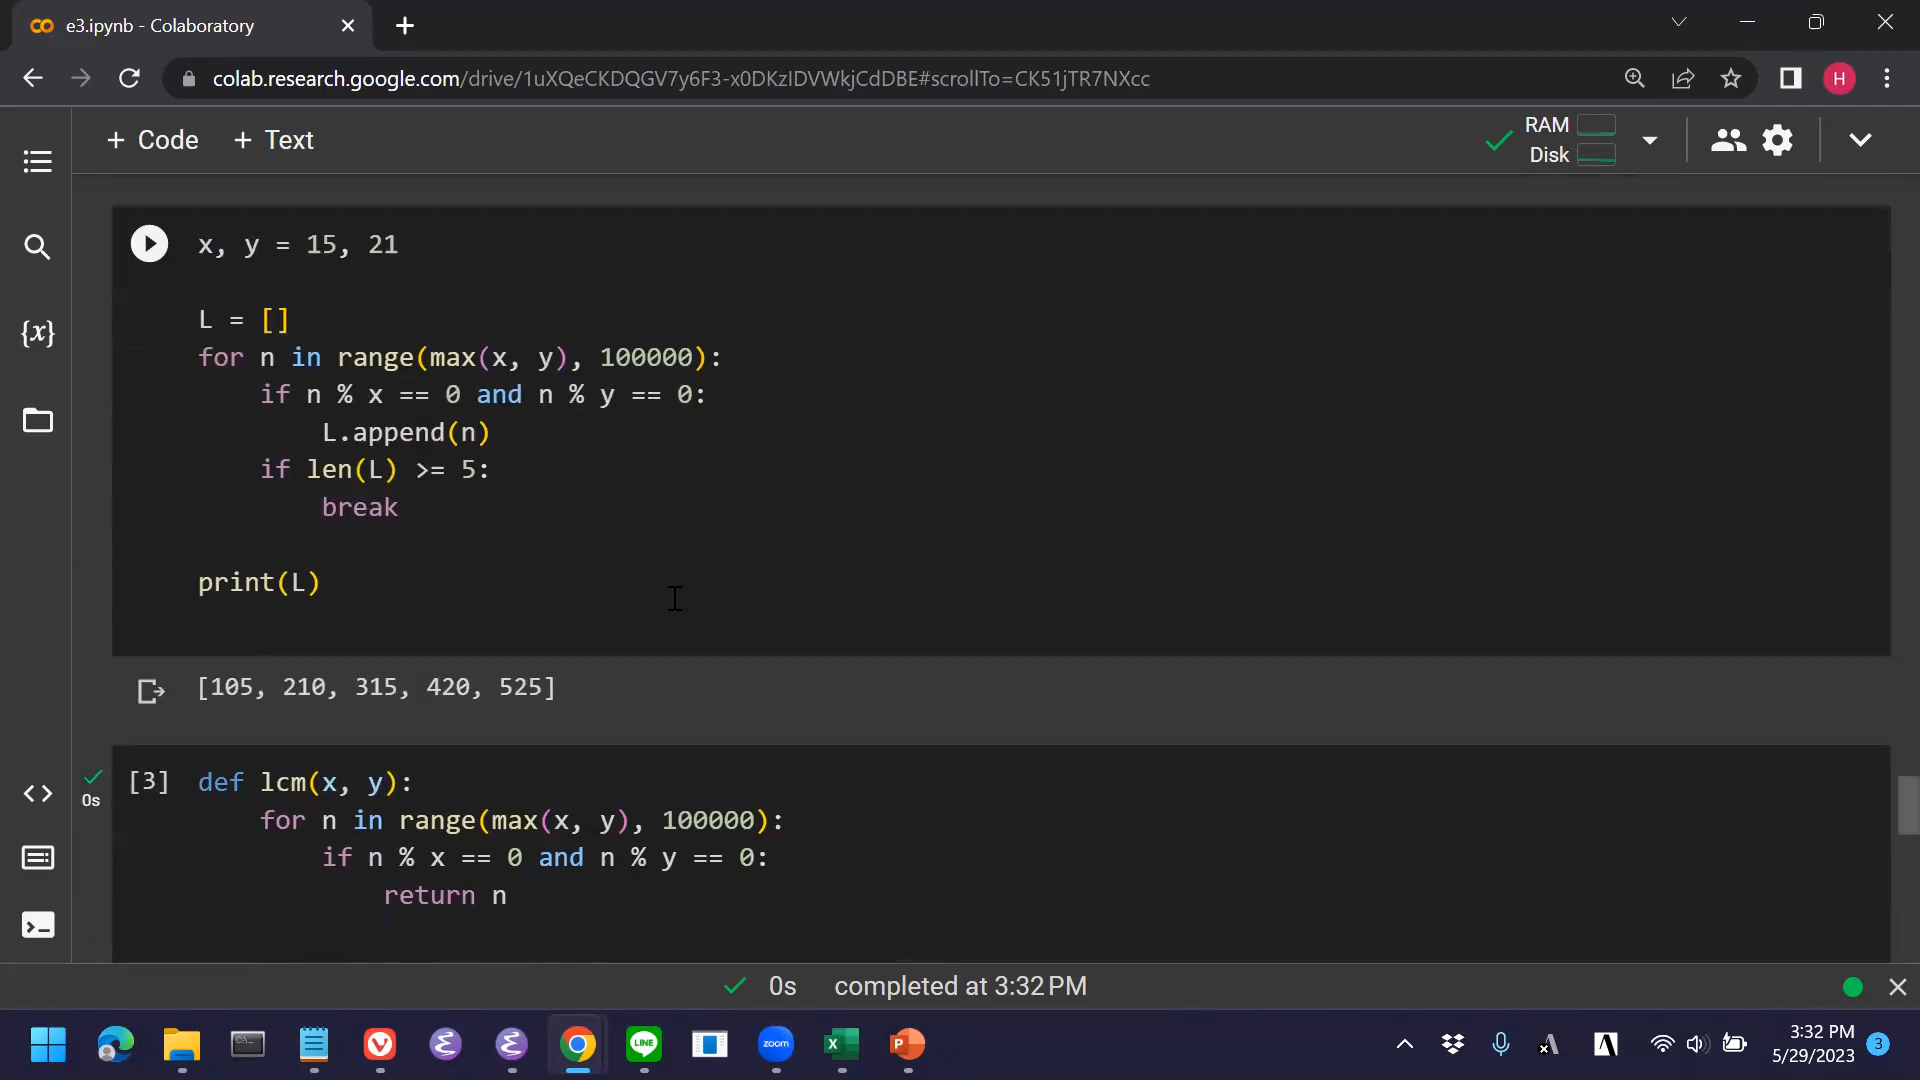 e3.ipynb - Colaboratory
colab.research.google.com/drive/1uXQeCKDQGV7y6F3-x0DKzIDVWkjCdDBE#scrollTo=CK51jTR7NXcc
H
+ Code + Text
RAM
Disk
{x}
x, y = 15, 21
L = []
for n in range(max(x, y), 100000):
    if n % x == 0 and n % y == 0:
        L.append(n)
    if len(L) >= 5:
        break
print(L)
[105, 210, 315, 420, 525]
[3]
0s
def lcm(x, y):
    for n in range(max(x, y), 100000):
        if n % x == 0 and n % y == 0:
            return n
0s completed at 3:32 PM
LINE
zoom
X
P
A
A
3:32 PM
5/29/2023
3